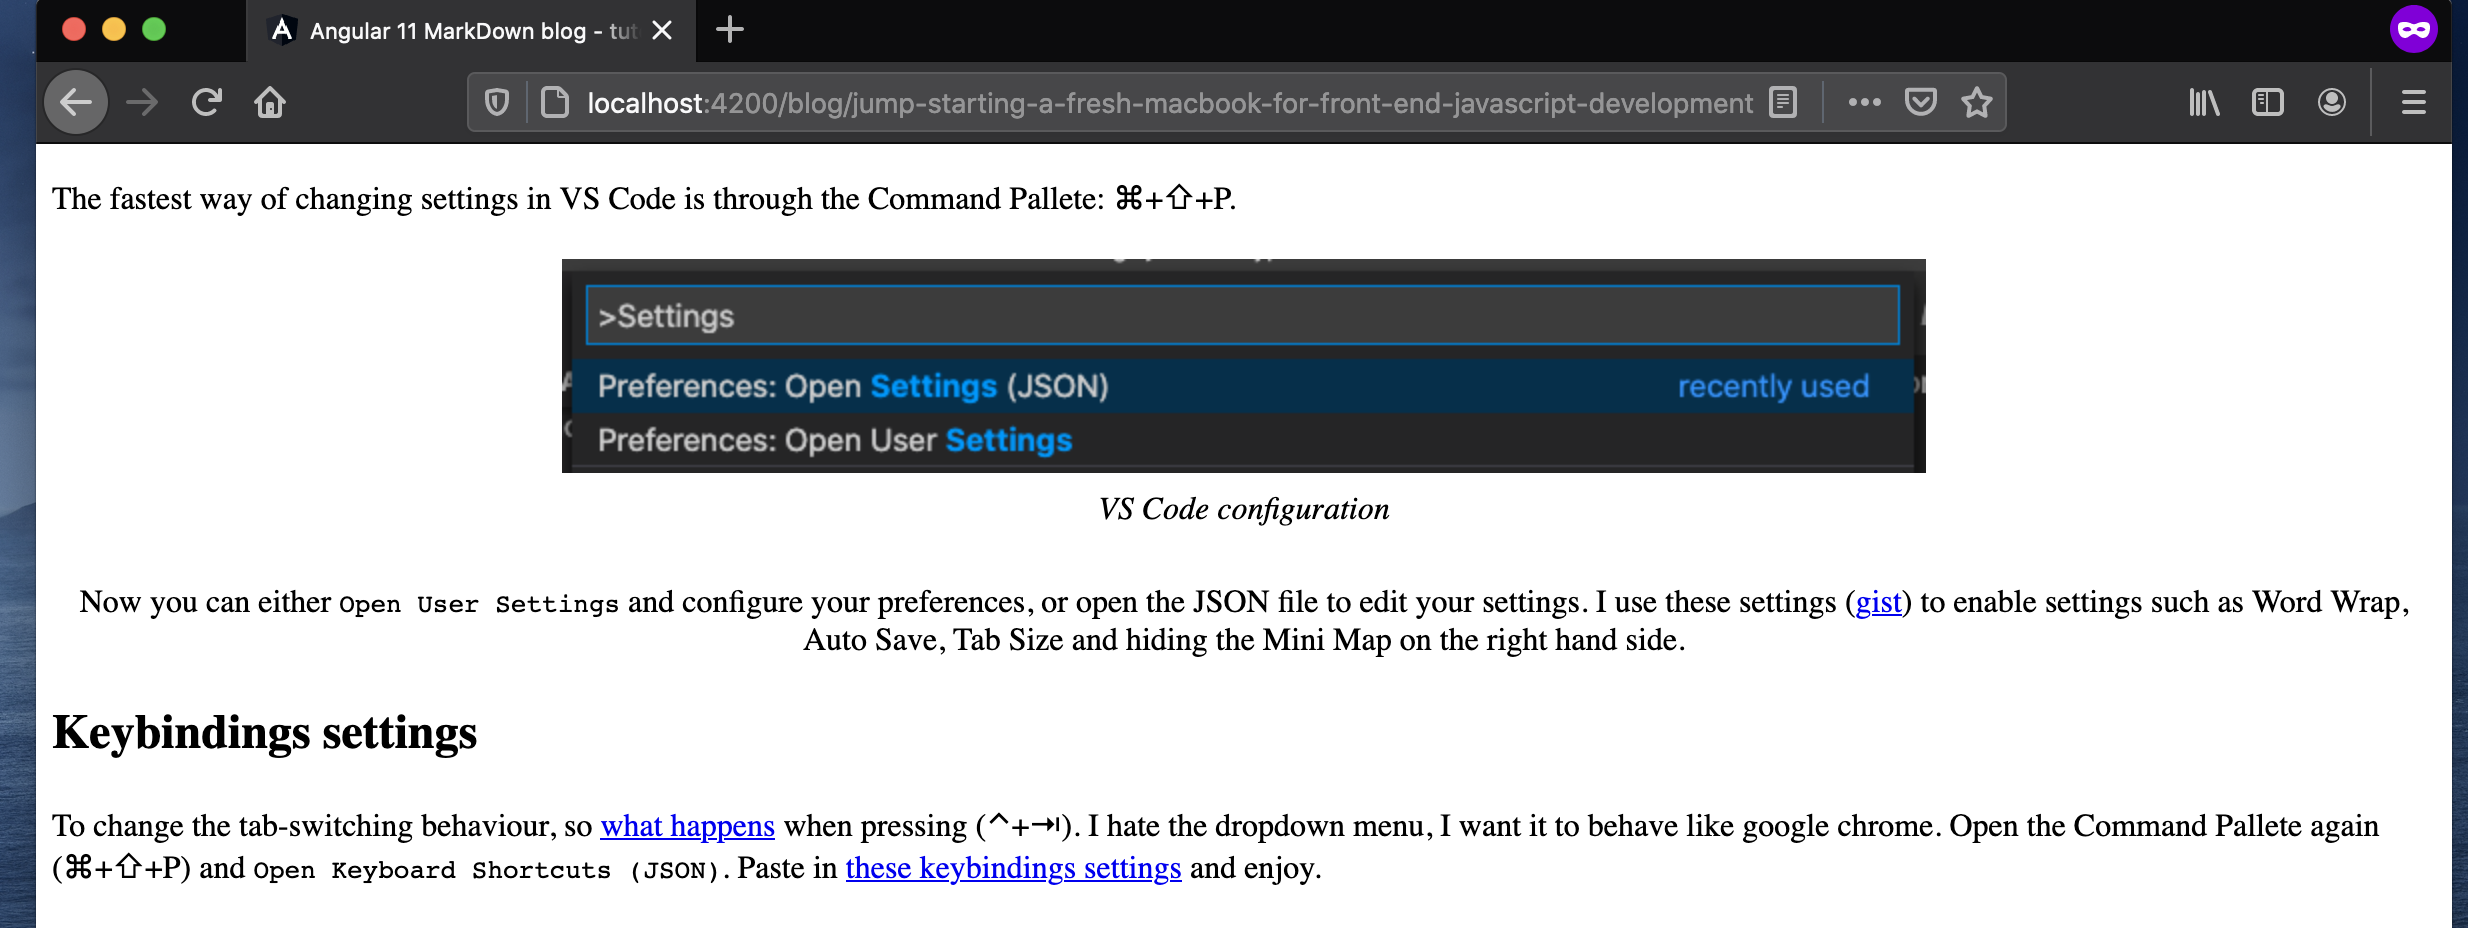 Angular 11 MarkDown blog - tut
localhost:4200/blog/jump-starting-a-fresh-macbook-for-front-end-javascript-development
The fastest way of changing settings in VS Code is through the Command Pallete: ⌘+⇧+P.
>Settings
Preferences: Open Settings (JSON) recently used
Preferences: Open User Settings
VS Code configuration
Now you can either Open User Settings and configure your preferences, or open the JSON file to edit your settings. I use these settings (gist) to enable settings such as Word Wrap,
Auto Save, Tab Size and hiding the Mini Map on the right hand side.
Keybindings settings
To change the tab-switching behaviour, so what happens when pressing (⌃+⇥). I hate the dropdown menu, I want it to behave like google chrome. Open the Command Pallete again
(⌘+⇧+P) and Open Keyboard Shortcuts (JSON). Paste in these keybindings settings and enjoy.